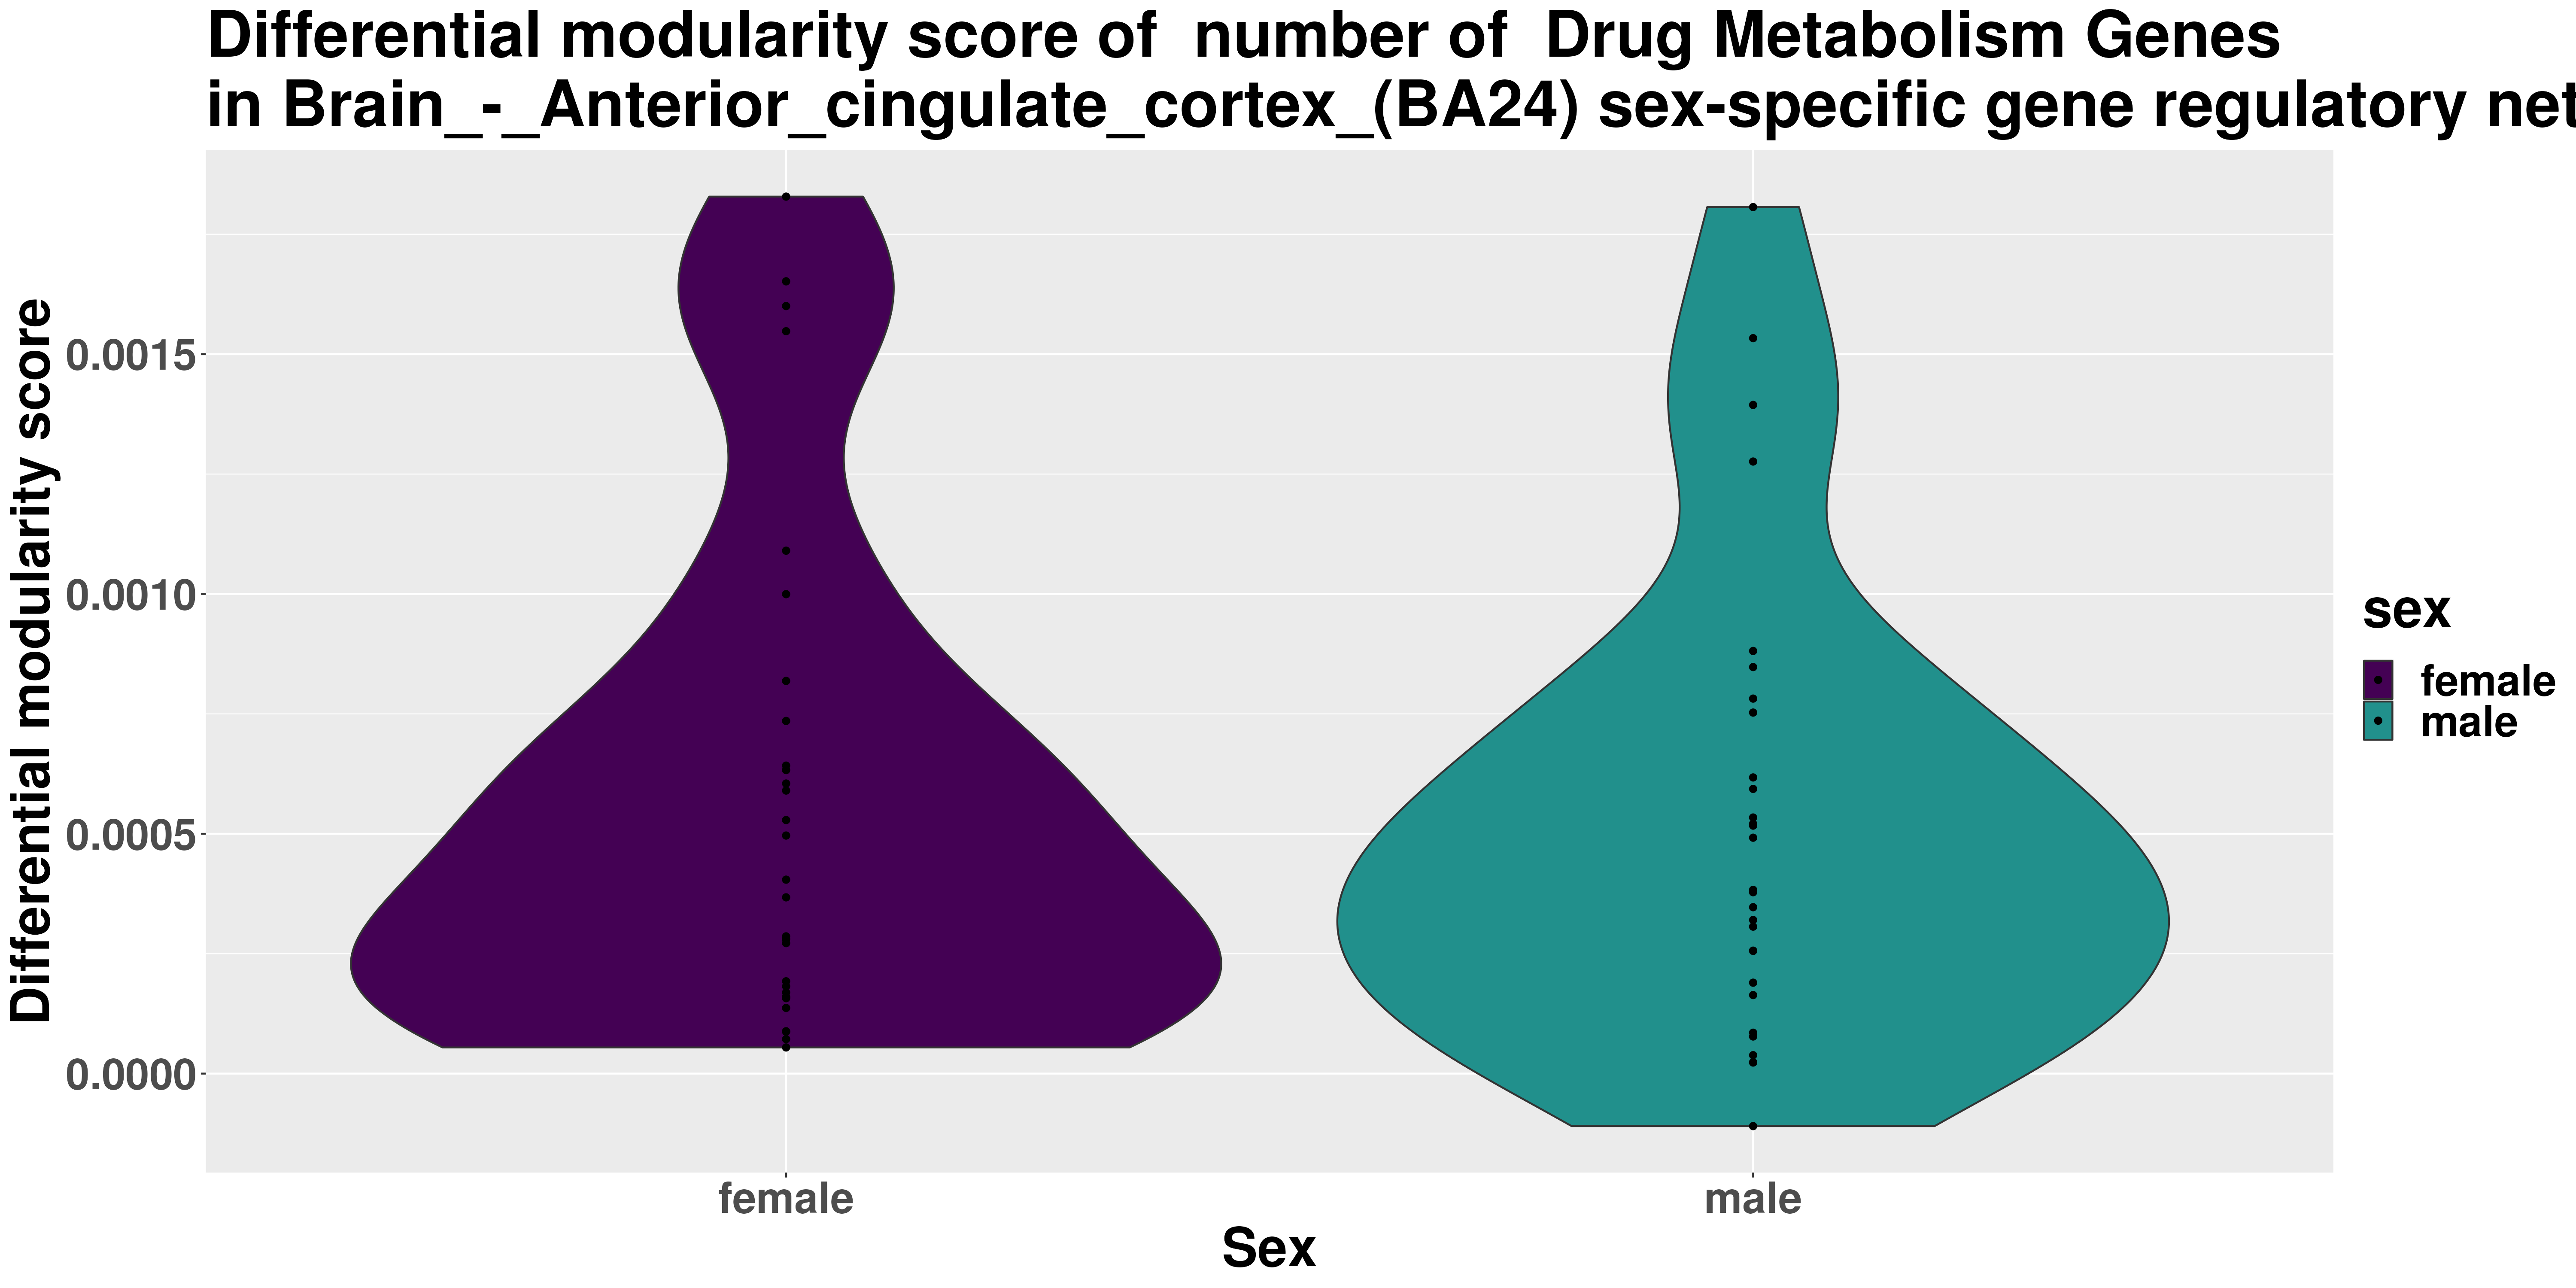 Differential modularity score of  number of  Drug Metabolism Genes
in Brain_-_Anterior_cingulate_cortex_(BA24) sex-specific gene regulatory net
Differential modularity score
0.0015
0.0010
0.0005
0.0000
female
male
Sex
sex
female
male